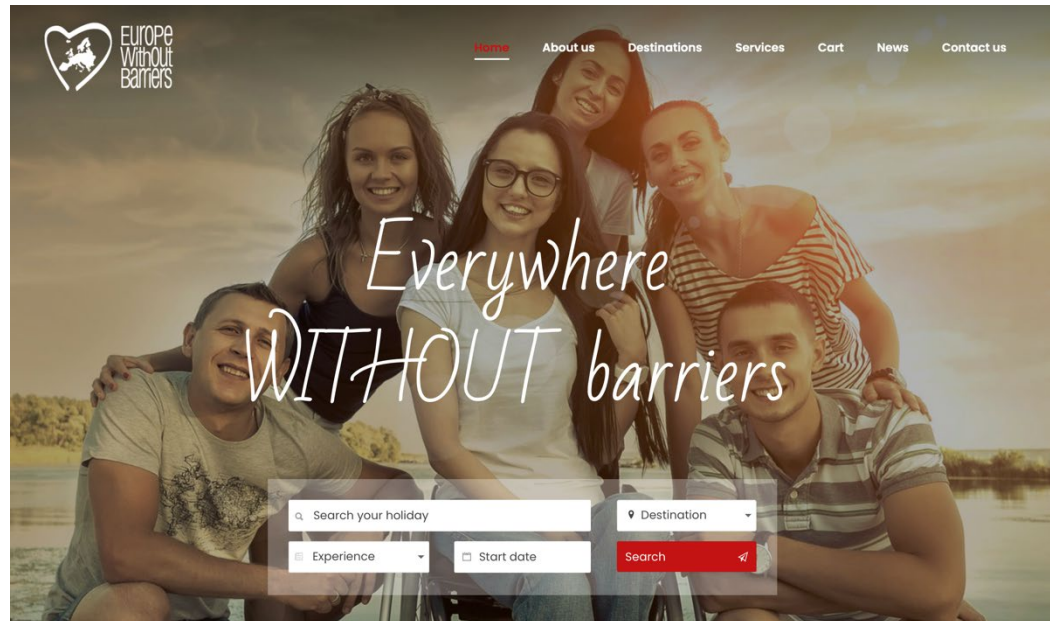 Europe
Without
Barriers
Home About us Destinations Services Cart News Contact us
Everywhere
WITHOUT barriers
Search your holiday
Destination
Experience
Start date
Search